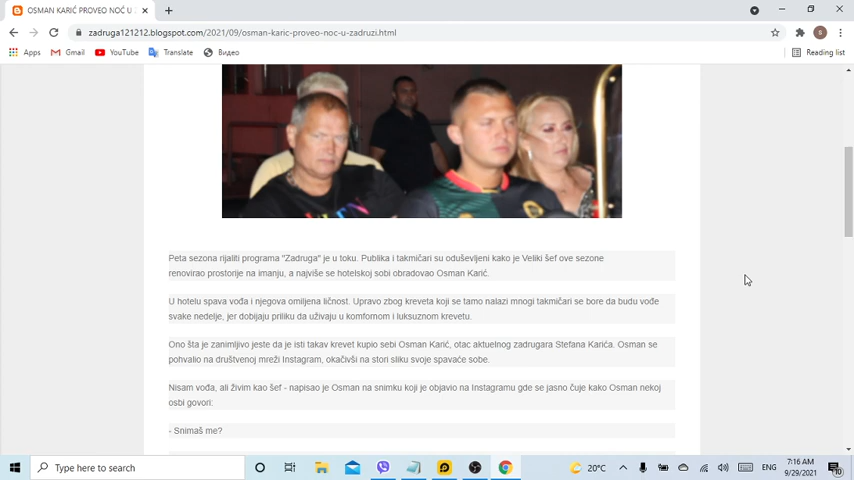 OSMAN KARIĆ PROVEO NOĆ U
zadruga121212.blogspot.com/2021/09/osman-karic-proveo-noc-u-zadruzi.html
Apps Gmail YouTube Translate Видео Reading list
Peta sezona rijaliti programa "Zadruga" je u toku. Publika i takmičari su oduševljeni kako je Veliki šef ove sezone
renovirao prostorije na imanju, a najviše se hotelskoj sobi obradovao Osman Karić.
U hotelu spava vođa i njegova omiljena ličnost. Upravo zbog kreveta koji se tamo nalazi mnogi takmičari se bore da budu vođe
svake nedelje, jer dobijaju priliku da uživaju u komfornom i luksuznom krevetu.
Ono šta je zanimljivo jeste da je isti takav krevet kupio sebi Osman Karić, otac aktuelnog zadrugara Stefana Karića. Osman se
pohvalio na društvenoj mreži Instagram, okačivši na stori sliku svoje spavaće sobe.
Nisam vođa, ali živim kao šef - napisao je Osman na snimku koji je objavio na Instagramu gde se jasno čuje kako Osman nekoj
osbi govori:
- Snimaš me?
Type here to search
20°C
ENG
7:16 AM
9/29/2021